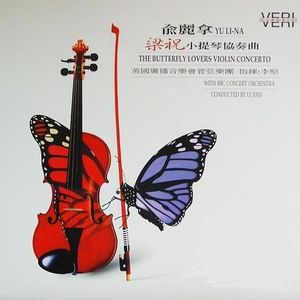 VERI
俞麗拿 YU LI-NA
梁祝小提琴協奏曲
THE BUTTERFLY LOVERS VIOLIN CONCERTO
英國廣播音樂會管弦樂團 指揮:李堅
WITH BBC CONCERT ORCHESTRA
CONDUCTED BY LI JIAN